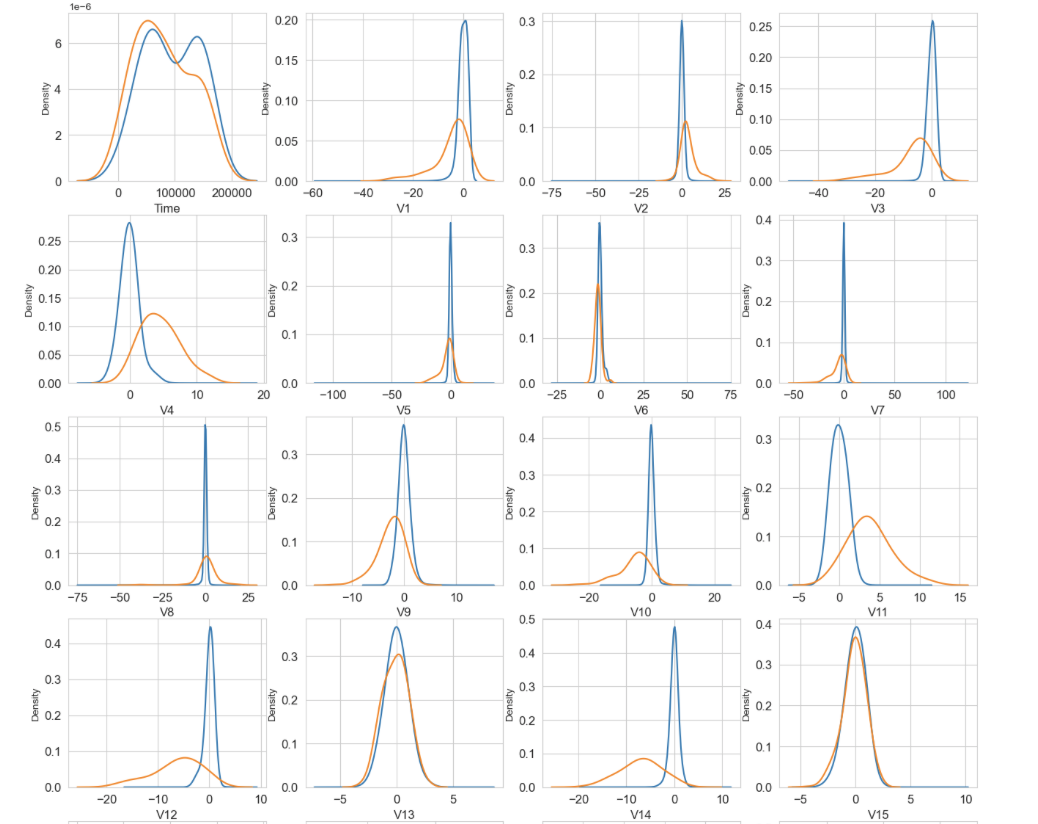 1e−6
6
4
2
0
Density
0 100000 200000
Time
0.20
0.15
0.10
0.05
0.00
Density
−60 −40 −20 0
V1
0.3
0.2
0.1
0.0
Density
−75 −50 −25 0 25
V2
0.25
0.20
0.15
0.10
0.05
0.00
Density
−40 −20 0
V3
0.25
0.20
0.15
0.10
0.05
0.00
Density
0 10 20
V4
0.3
0.2
0.1
0.0
Density
−100 −50 0
V5
0.3
0.2
0.1
0.0
Density
−25 0 25 50 75
V6
0.4
0.3
0.2
0.1
0.0
Density
−50 0 50 100
V7
0.5
0.4
0.3
0.2
0.1
0.0
Density
−75 −50 −25 0 25
V8
0.3
0.2
0.1
0.0
Density
−10 0 10
V9
0.4
0.3
0.2
0.1
0.0
Density
−20 0 20
V10
0.3
0.2
0.1
0.0
Density
−5 0 5 10 15
V11
0.4
0.3
0.2
0.1
0.0
Density
−20 −10 0 10
V12
0.3
0.2
0.1
0.0
Density
−5 0 5
V13
0.5
0.4
0.3
0.2
0.1
0.0
Density
−20 −10 0 10
V14
0.4
0.3
0.2
0.1
0.0
Density
−5 0 5 10
V15